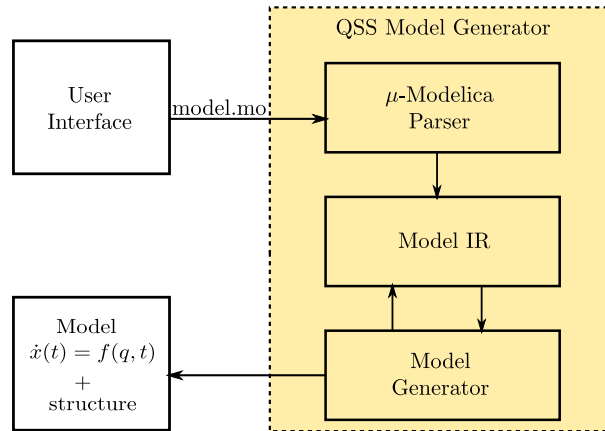 QSS Model Generator
User
Interface
model.mo
μ-Modelica
Parser
Model IR
Model
Generator
Model
ẋ(t) = f(q, t)
+
structure